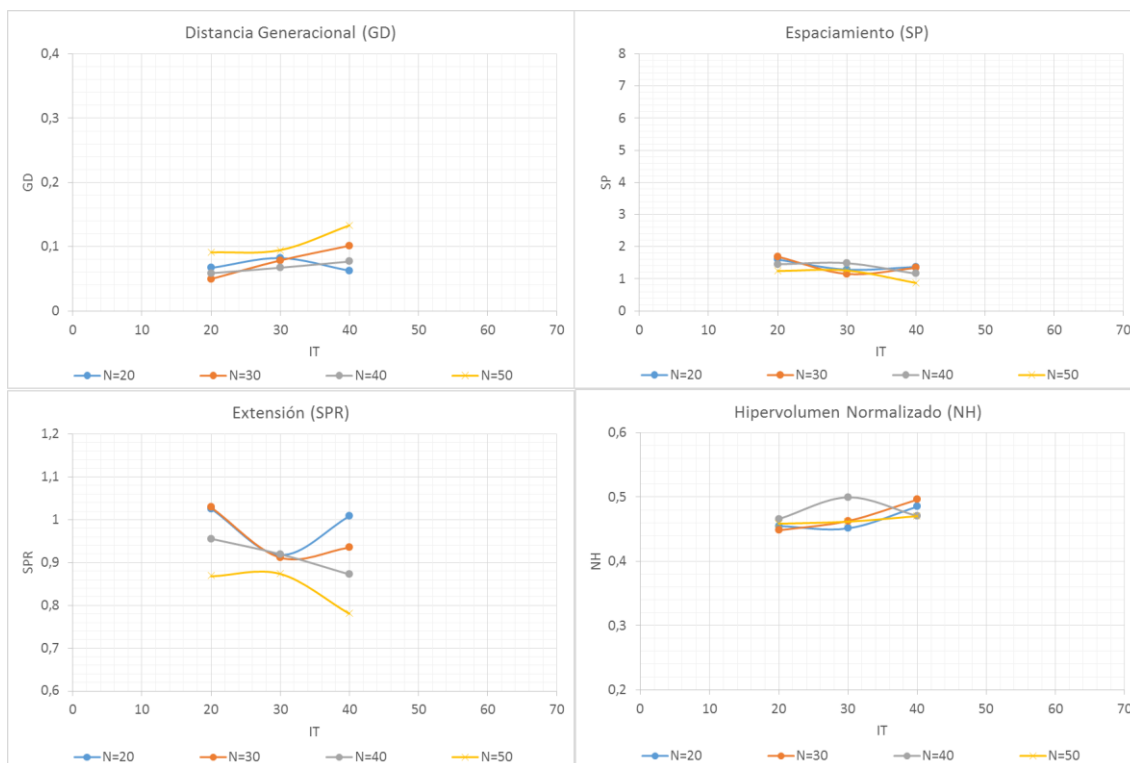 Distancia Generacional (GD)
0,4
0,3
0,2
0,1
0
GD
0 10 20 30 40 50 60 70
IT
N=20 N=30 N=40 N=50
Espaciamiento (SP)
8
7
6
5
4
3
2
1
0
SP
0 10 20 30 40 50 60 70
IT
N=20 N=30 N=40 N=50
Extensión (SPR)
1,2
1,1
1
0,9
0,8
0,7
0,6
SPR
0 10 20 30 40 50 60 70
IT
N=20 N=30 N=40 N=50
Hipervolumen Normalizado (NH)
0,6
0,5
0,4
0,3
0,2
NH
0 10 20 30 40 50 60 70
IT
N=20 N=30 N=40 N=50